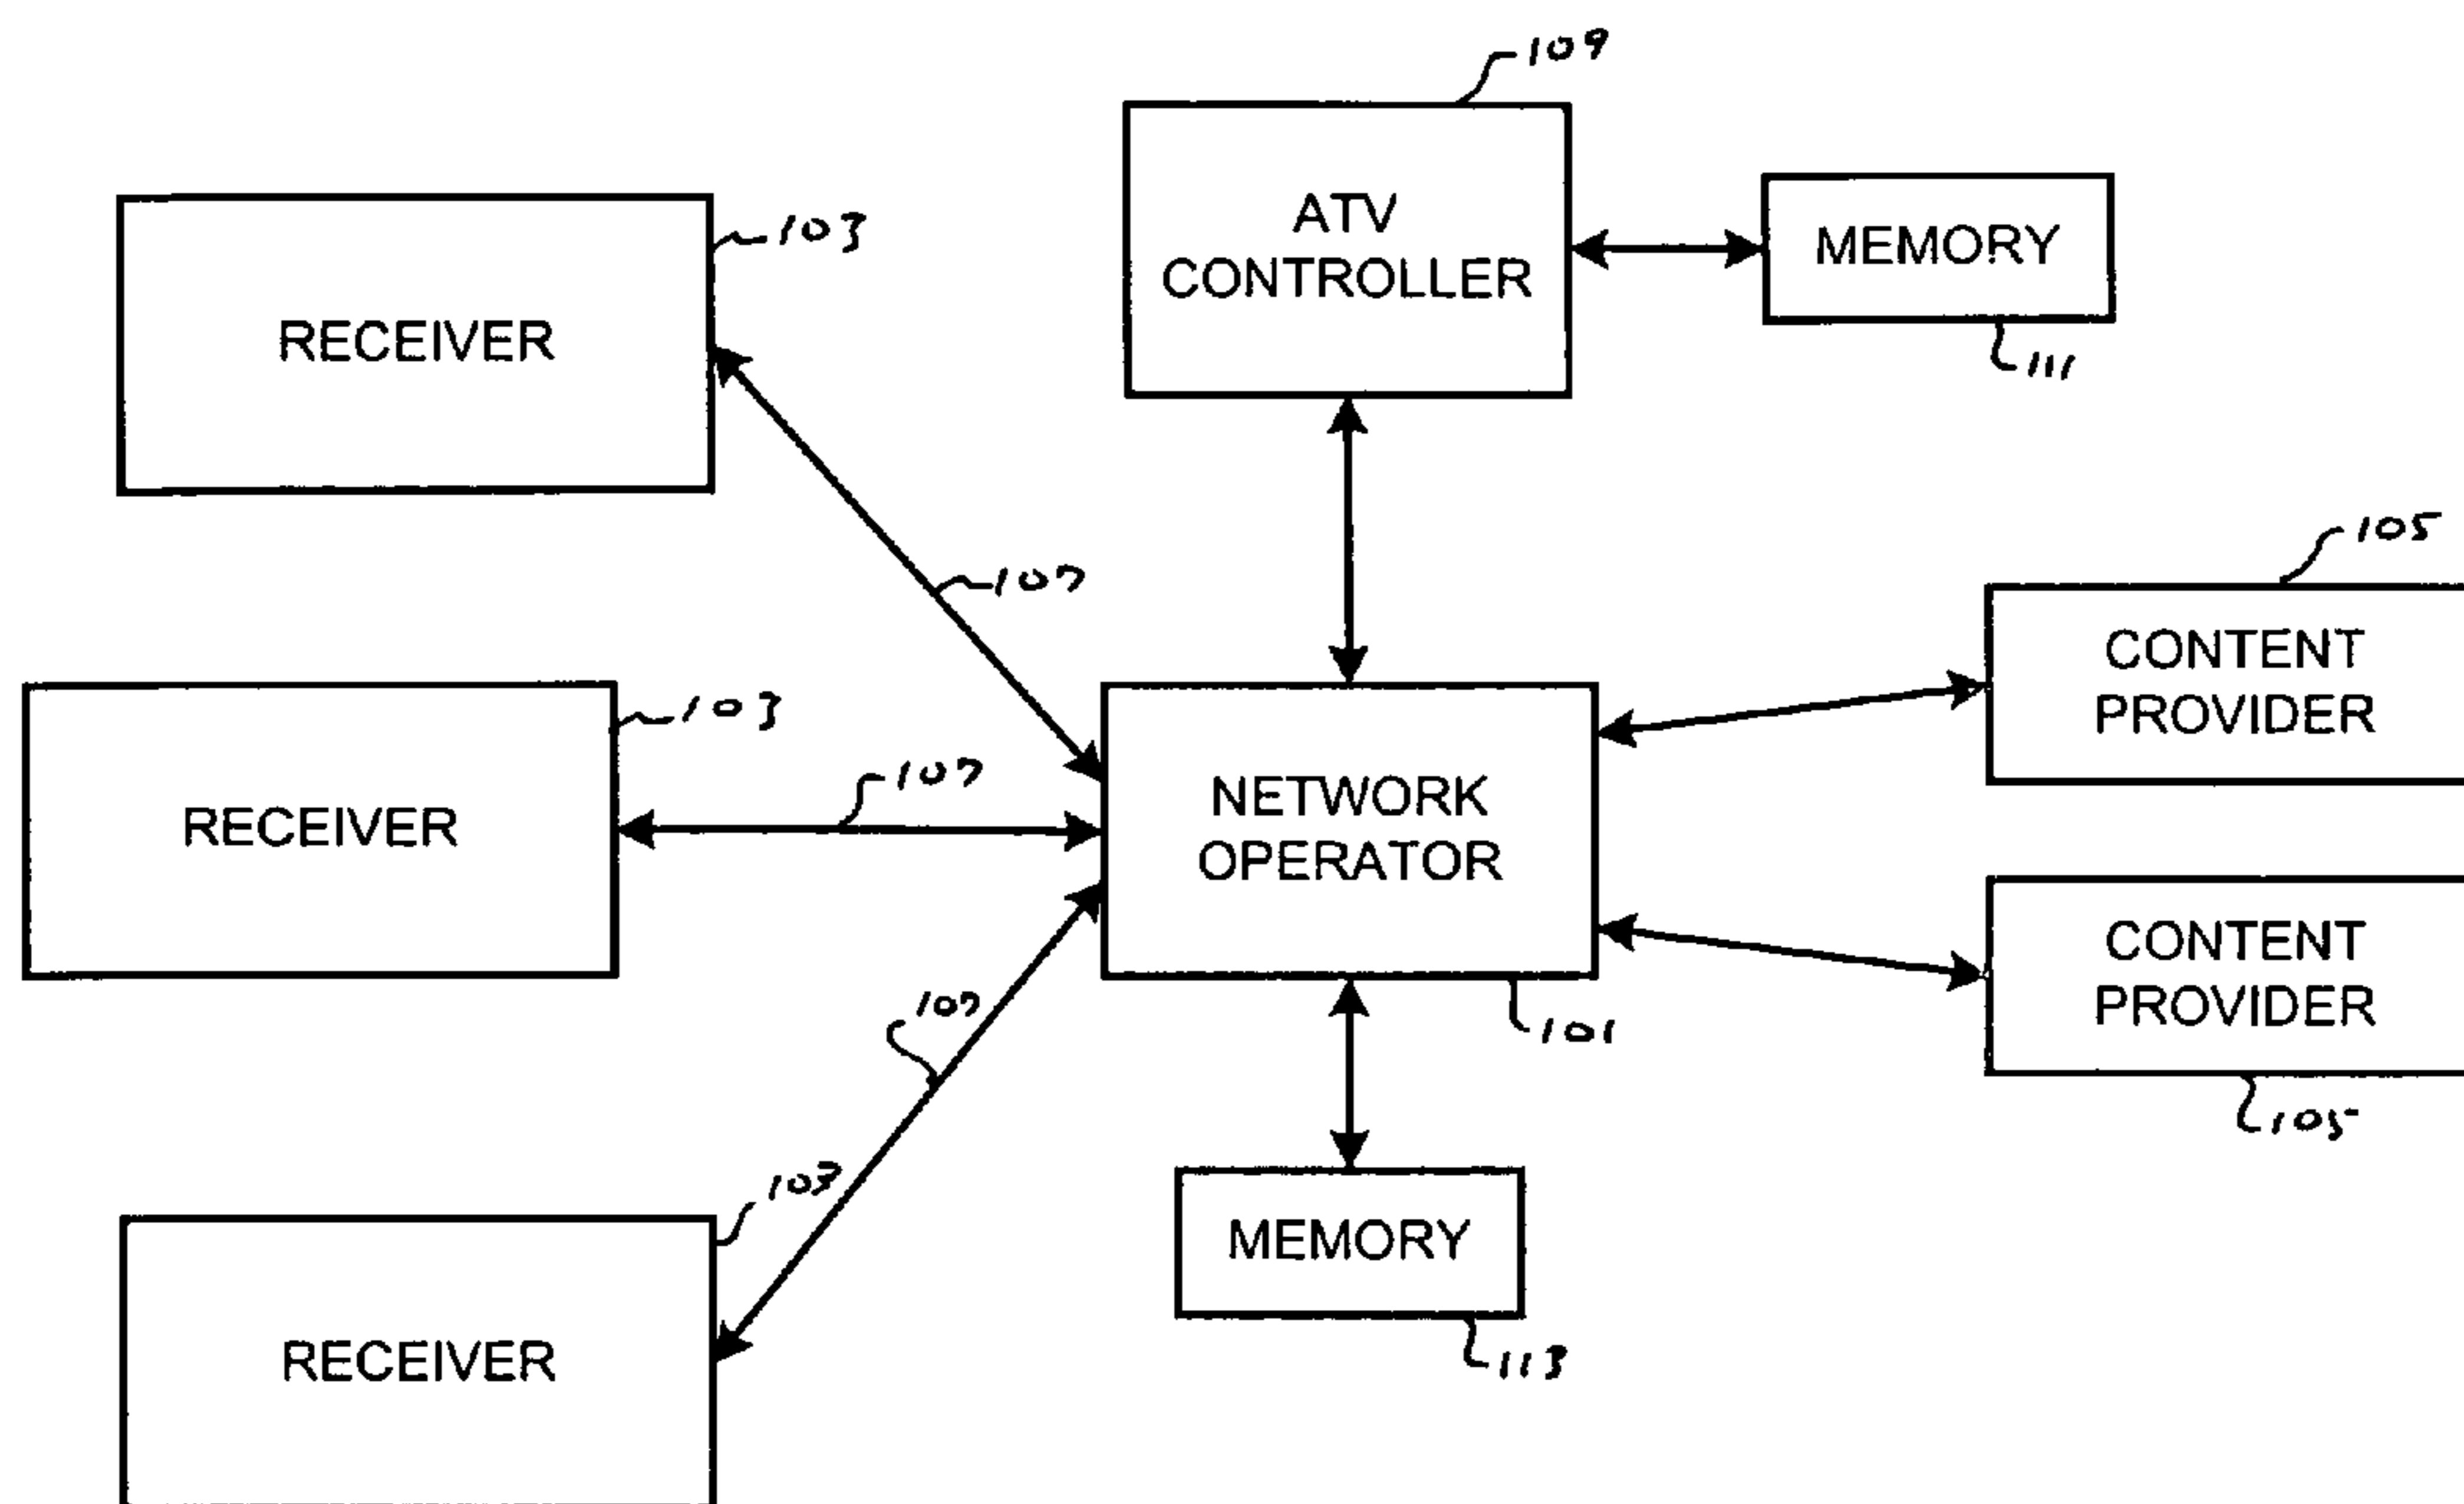 109
ATV
CONTROLLER
MEMORY
111
103
RECEIVER
107
105
CONTENT
PROVIDER
103
RECEIVER
107
NETWORK
OPERATOR
101
CONTENT
PROVIDER
105
107
103
RECEIVER
MEMORY
113